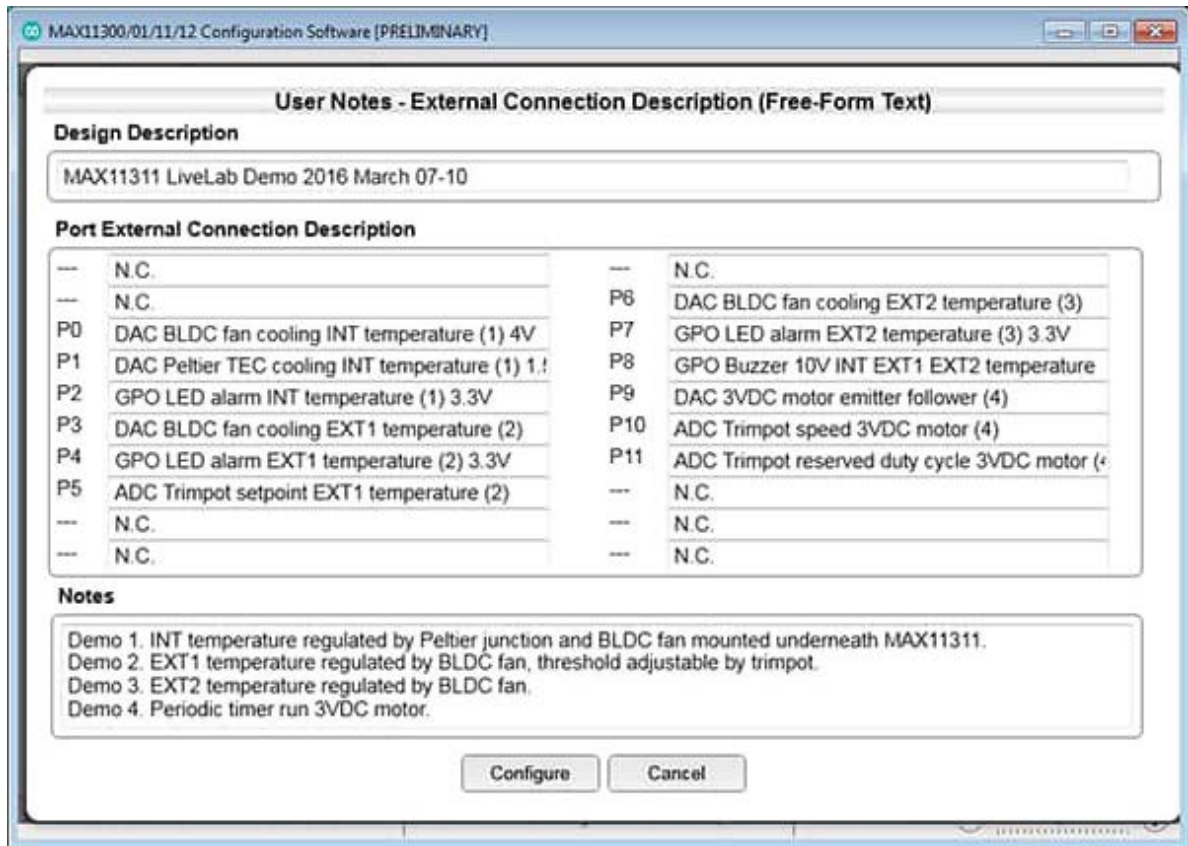 MAX11300/01/11/12 Configuration Software [PRELIMINARY]
User Notes - External Connection Description (Free-Form Text)
Design Description
MAX11311 LiveLab Demo 2016 March 07-10
Port External Connection Description
--- N.C.
--- N.C.
P0 DAC BLDC fan cooling INT temperature (1) 4V
P1 DAC Peltier TEC cooling INT temperature (1) 1.
P2 GPO LED alarm INT temperature (1) 3.3V
P3 DAC BLDC fan cooling EXT1 temperature (2)
P4 GPO LED alarm EXT1 temperature (2) 3.3V
P5 ADC Trimpot setpoint EXT1 temperature (2)
--- N.C.
--- N.C.
--- N.C.
P6 DAC BLDC fan cooling EXT2 temperature (3)
P7 GPO LED alarm EXT2 temperature (3) 3.3V
P8 GPO Buzzer 10V INT EXT1 EXT2 temperature
P9 DAC 3VDC motor emitter follower (4)
P10 ADC Trimpot speed 3VDC motor (4)
P11 ADC Trimpot reserved duty cycle 3VDC motor (
--- N.C.
--- N.C.
--- N.C.
Notes
Demo 1. INT temperature regulated by Peltier junction and BLDC fan mounted underneath MAX11311.
Demo 2. EXT1 temperature regulated by BLDC fan, threshold adjustable by trimpot.
Demo 3. EXT2 temperature regulated by BLDC fan.
Demo 4. Periodic timer run 3VDC motor.
Configure
Cancel